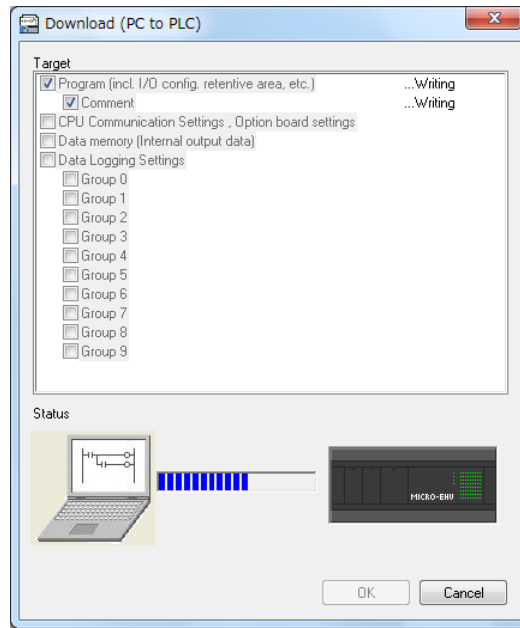 Download (PC to PLC)
Target
Program (incl. I/O config. retentive area, etc.) ...Writing
Comment ...Writing
CPU Communication Settings , Option board settings
Data memory (Internal output data)
Data Logging Settings
Group 0
Group 1
Group 2
Group 3
Group 4
Group 5
Group 6
Group 7
Group 8
Group 9
Status
MICRO-EHV
OK Cancel